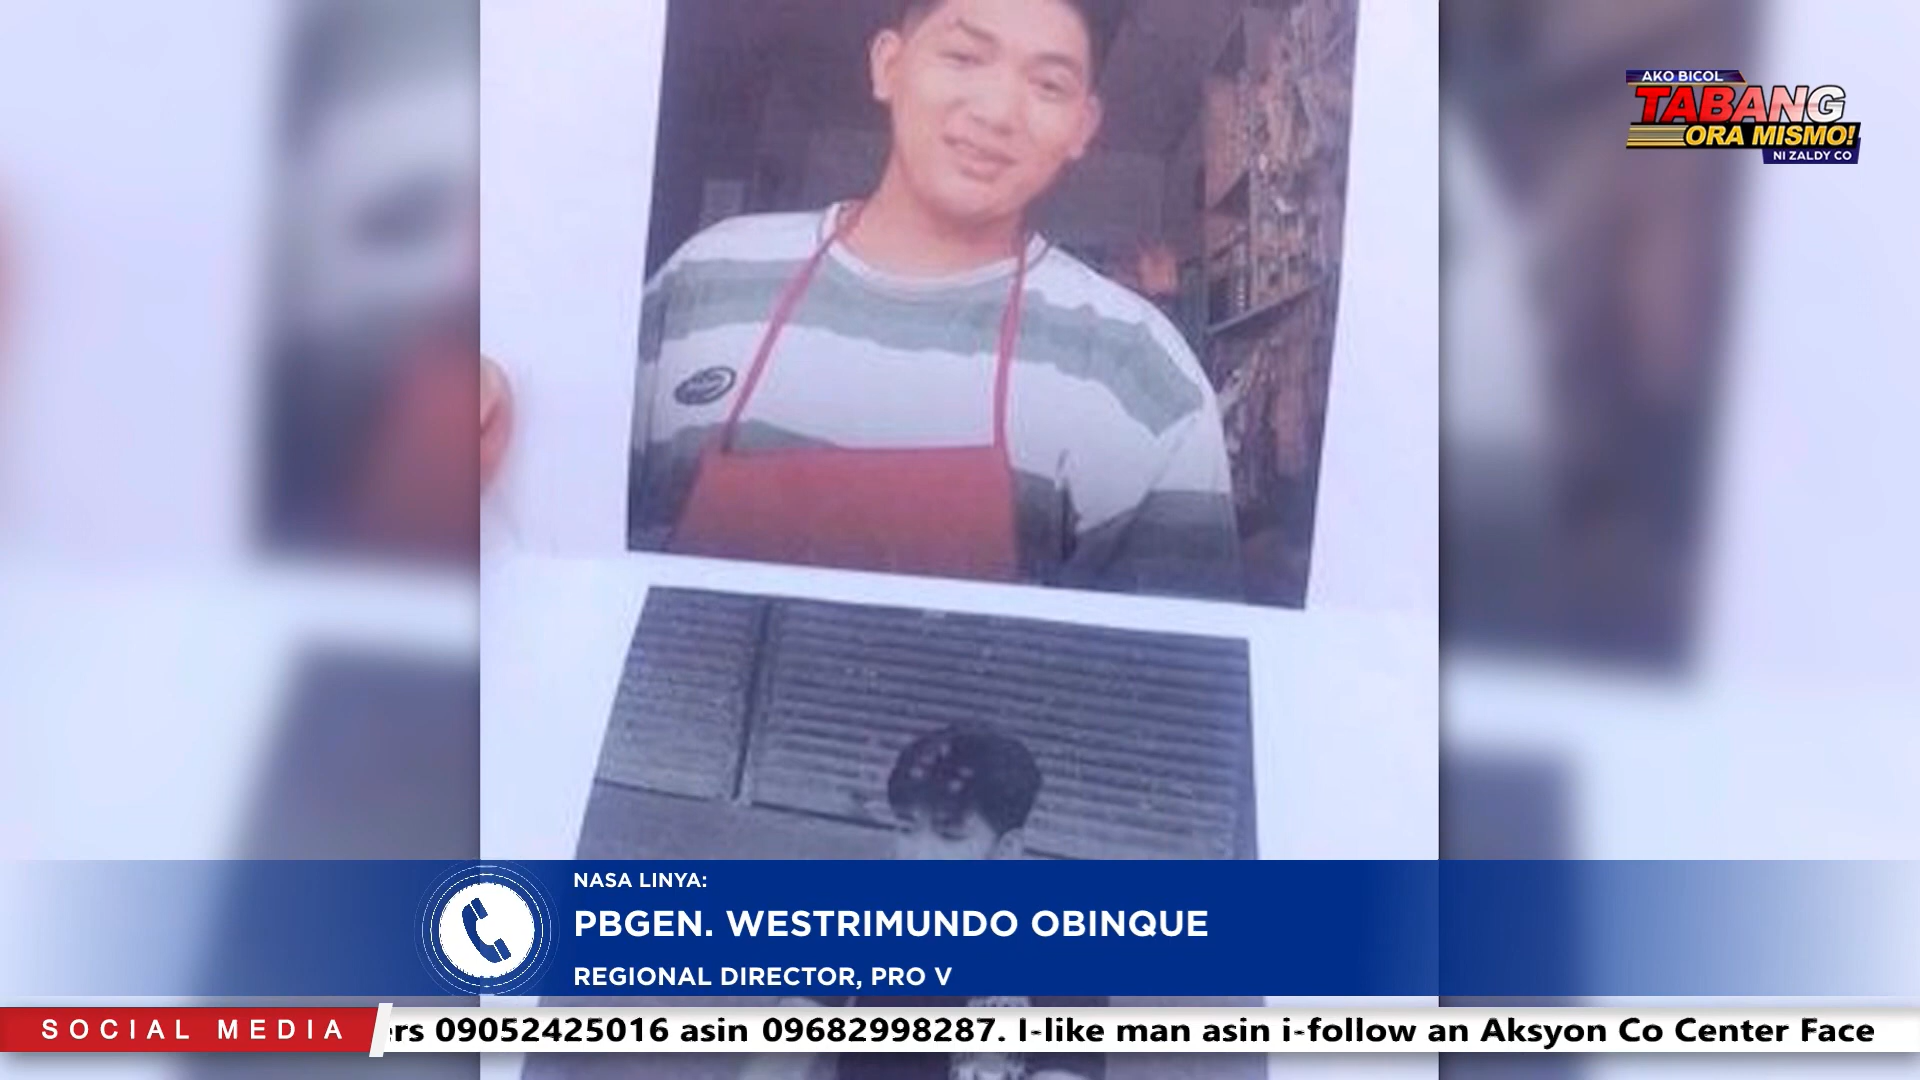 AKO BICOL
TABANG
ORA MISMO!
NI ZALDY CO
NASA LINYA:
PBGEN. WESTRIMUNDO OBINQUE
REGIONAL DIRECTOR, PRO V
SOCIAL MEDIA
ers 09052425016 asin 09682998287. I-like man asin i-follow an Aksyon Co Center Face